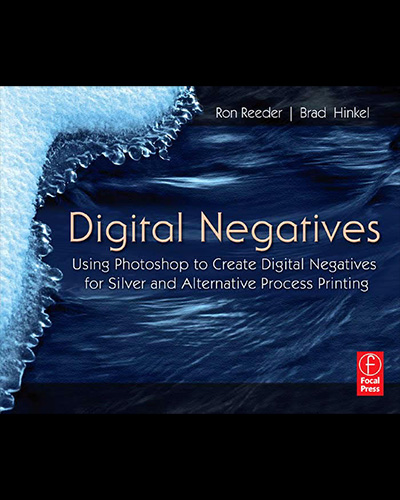 Ron Reeder | Brad Hinkel
Digital Negatives
Using Photoshop to Create Digital Negatives
for Silver and Alternative Process Printing
f
Focal
Press